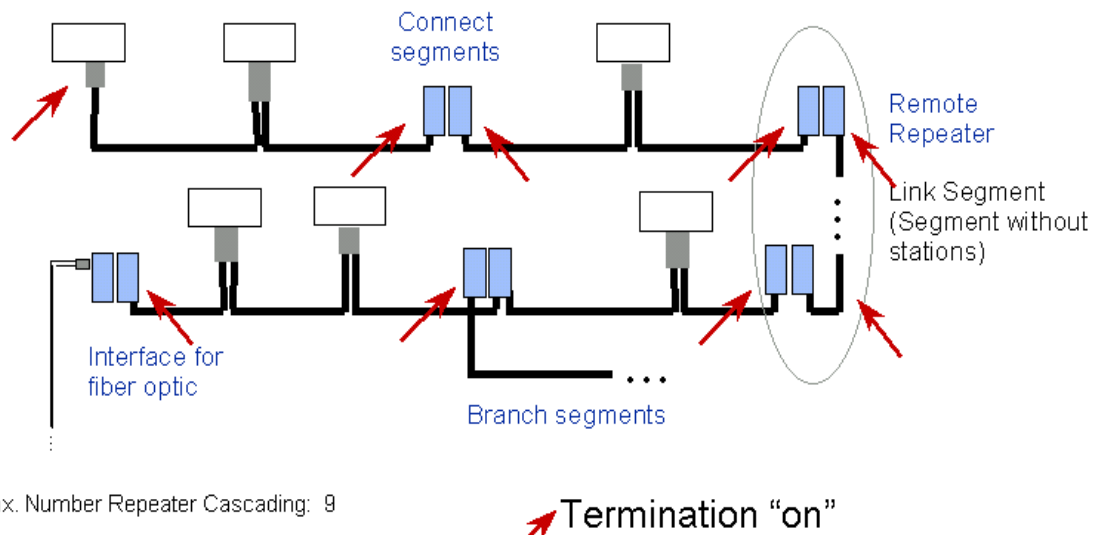 Connect
segments
Remote
Repeater
Link Segment
(Segment without
stations)
Interface for
fiber optic
Branch segments
x. Number Repeater Cascading: 9
Termination “on”